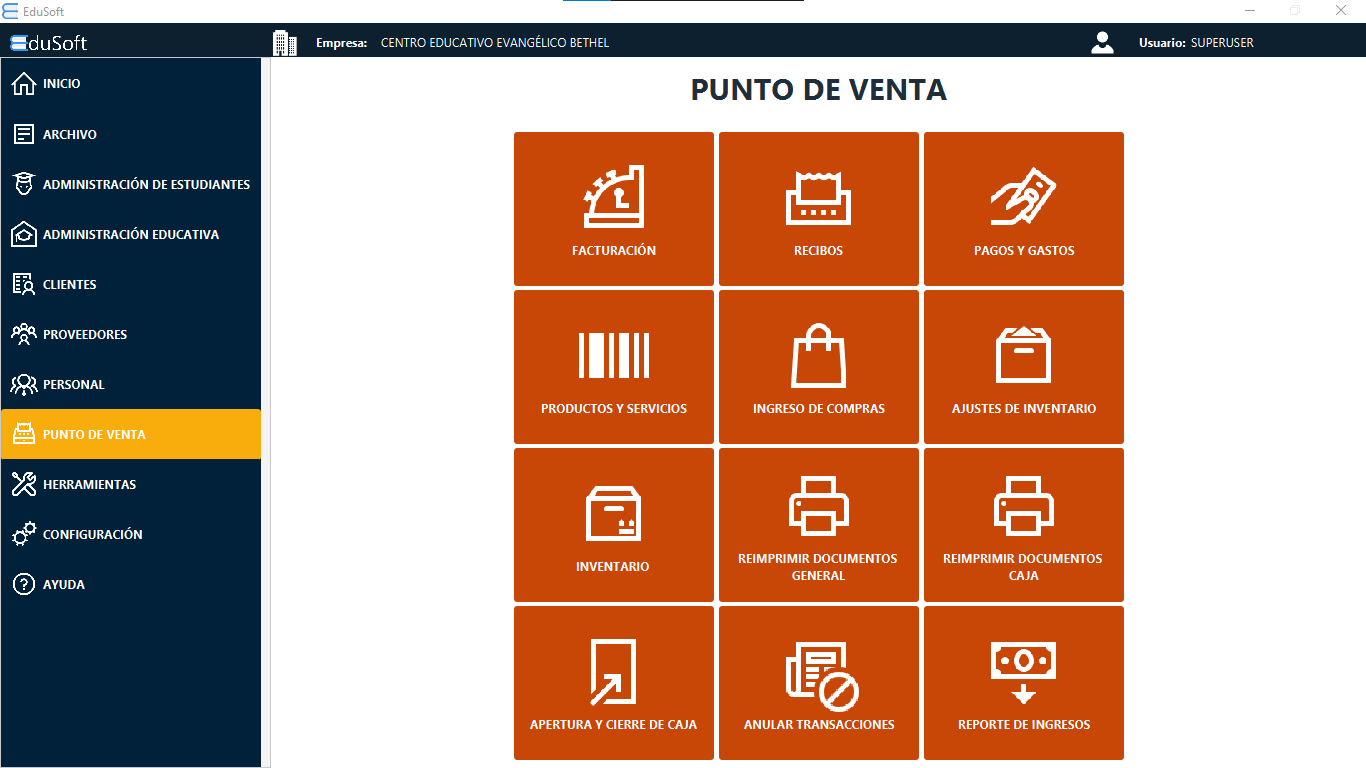 EduSoft
EduSoft
Empresa: CENTRO EDUCATIVO EVANGÉLICO BETHEL
Usuario: SUPERUSER
INICIO
ARCHIVO
ADMINISTRACIÓN DE ESTUDIANTES
ADMINISTRACIÓN EDUCATIVA
CLIENTES
PROVEEDORES
PERSONAL
PUNTO DE VENTA
HERRAMIENTAS
CONFIGURACIÓN
AYUDA
PUNTO DE VENTA
FACTURACIÓN
RECIBOS
PAGOS Y GASTOS
PRODUCTOS Y SERVICIOS
INGRESO DE COMPRAS
AJUSTES DE INVENTARIO
INVENTARIO
REIMPRIMIR DOCUMENTOS
GENERAL
REIMPRIMIR DOCUMENTOS
CAJA
APERTURA Y CIERRE DE CAJA
ANULAR TRANSACCIONES
REPORTE DE INGRESOS